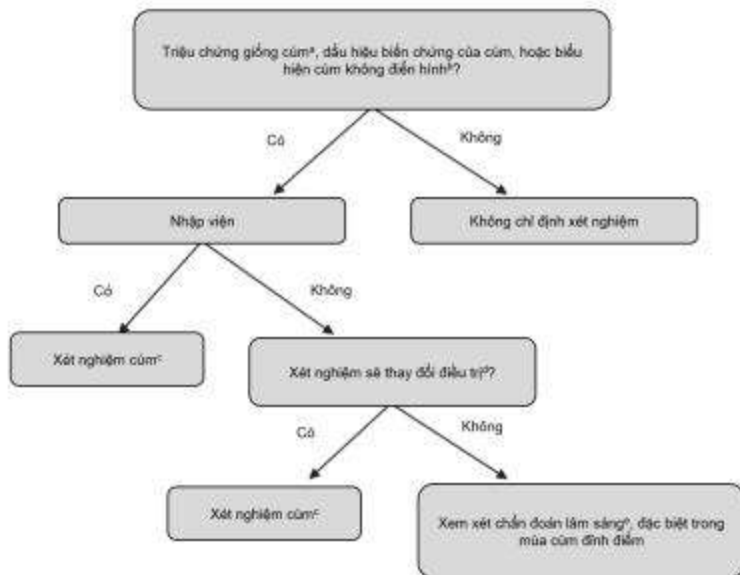 Triệu chứng giống cúmᵃ, dấu hiệu biến chứng của cúm, hoặc biểu
hiện cúm không điển hìnhᵇ?
Có
Không
Nhập viện
Không chỉ định xét nghiệm
Có
Không
Xét nghiệm cúmᶜ
Xét nghiệm sẽ thay đổi điều trịᵈ?
Có
Không
Xét nghiệm cúmᶜ
Xem xét chẩn đoán lâm sàngᵉ, đặc biệt trong
mùa cúm đỉnh điểm